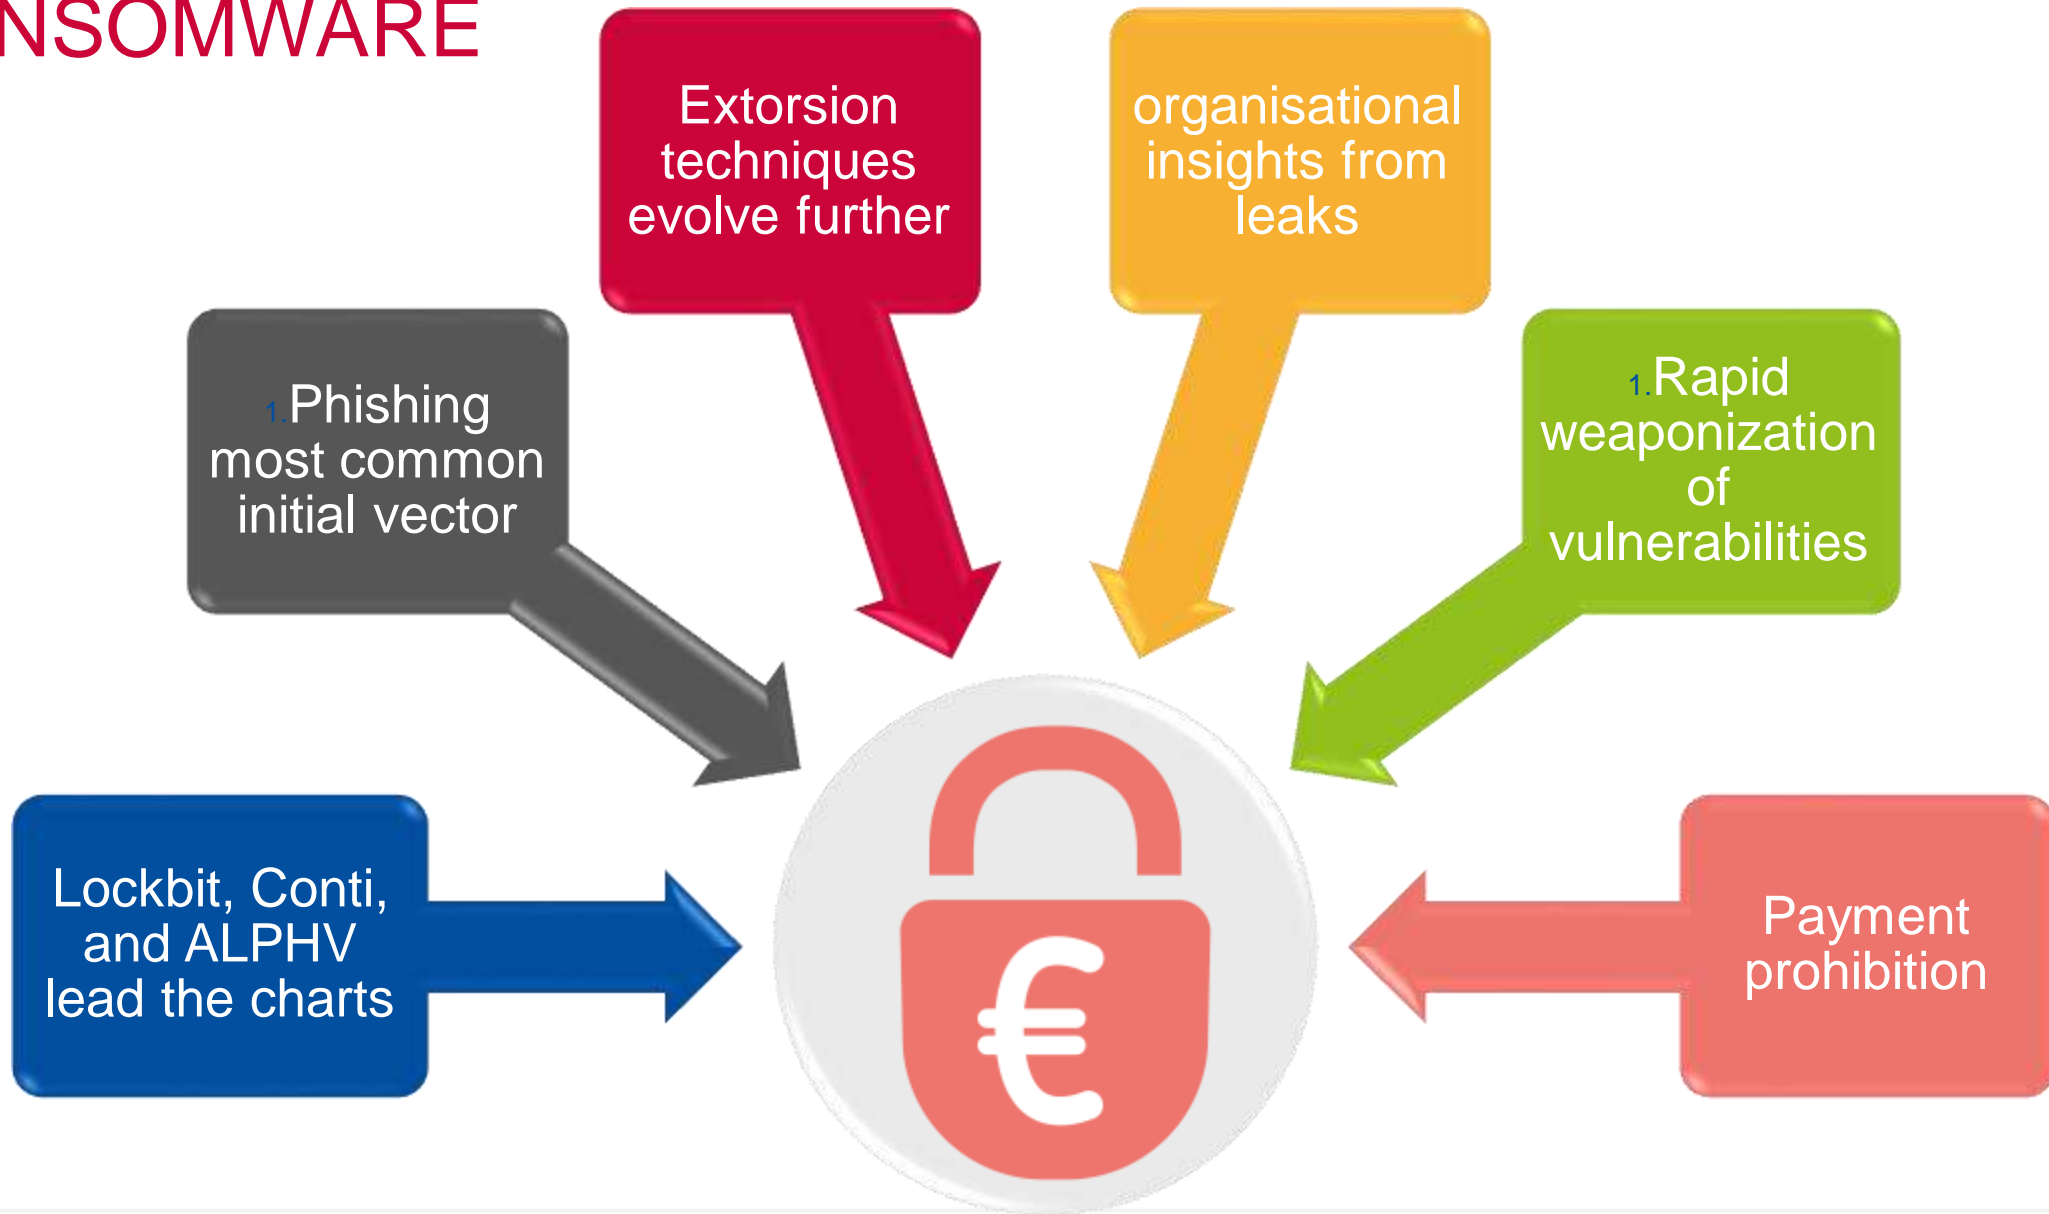 NSOMWARE
Extorsion
techniques
evolve further
organisational
insights from
leaks
1.Phishing
most common
initial vector
1.Rapid
weaponization
of
vulnerabilities
Lockbit, Conti,
and ALPHV
lead the charts
Payment
prohibition
€